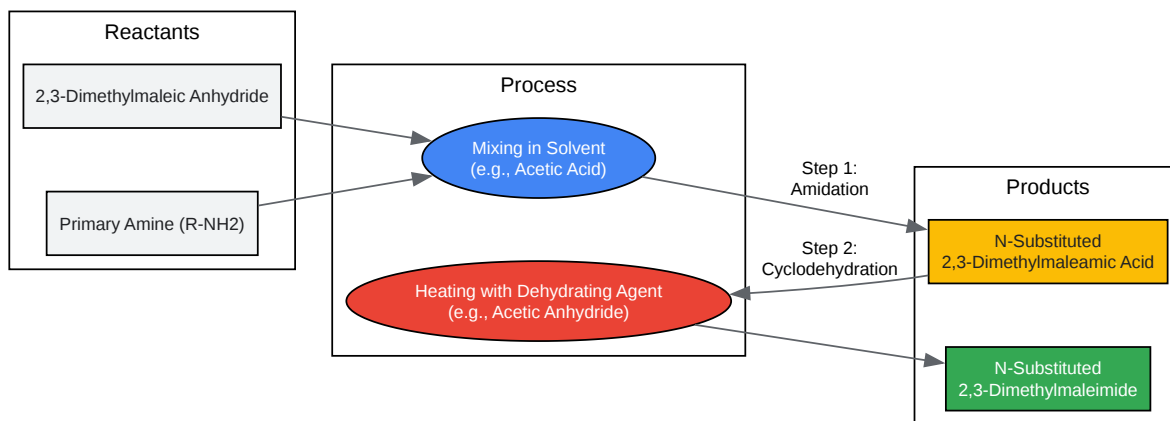 Reactants
2,3-Dimethylmaleic Anhydride
Primary Amine (R-NH2)
Process
Mixing in Solvent
(e.g., Acetic Acid)
Heating with Dehydrating Agent
(e.g., Acetic Anhydride)
Step 1:
Amidation
Step 2:
Cyclodehydration
Products
N-Substituted
2,3-Dimethylmaleamic Acid
N-Substituted
2,3-Dimethylmaleimide